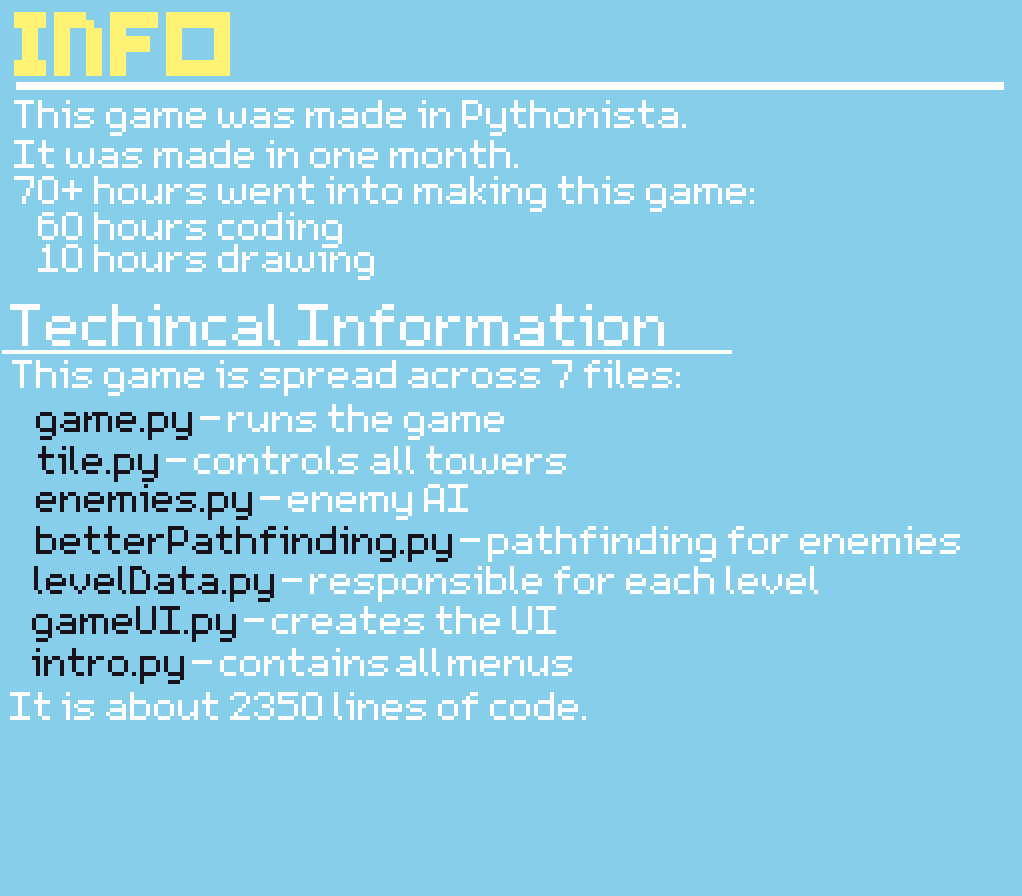 INFO
This game was made in Pythonista.
It was made in one month.
70+ hours went into making this game:
60 hours coding
10 hours drawing
Techincal Information
This game is spread across 7 files:
game.py - runs the game
tile.py - controls all towers
enemies.py - enemy AI
betterPathfinding.py - pathfinding for enemies
levelData.py - responsible for each level
gameUI.py - creates the UI
intro.py - contains all menus
It is about 2350 lines of code.